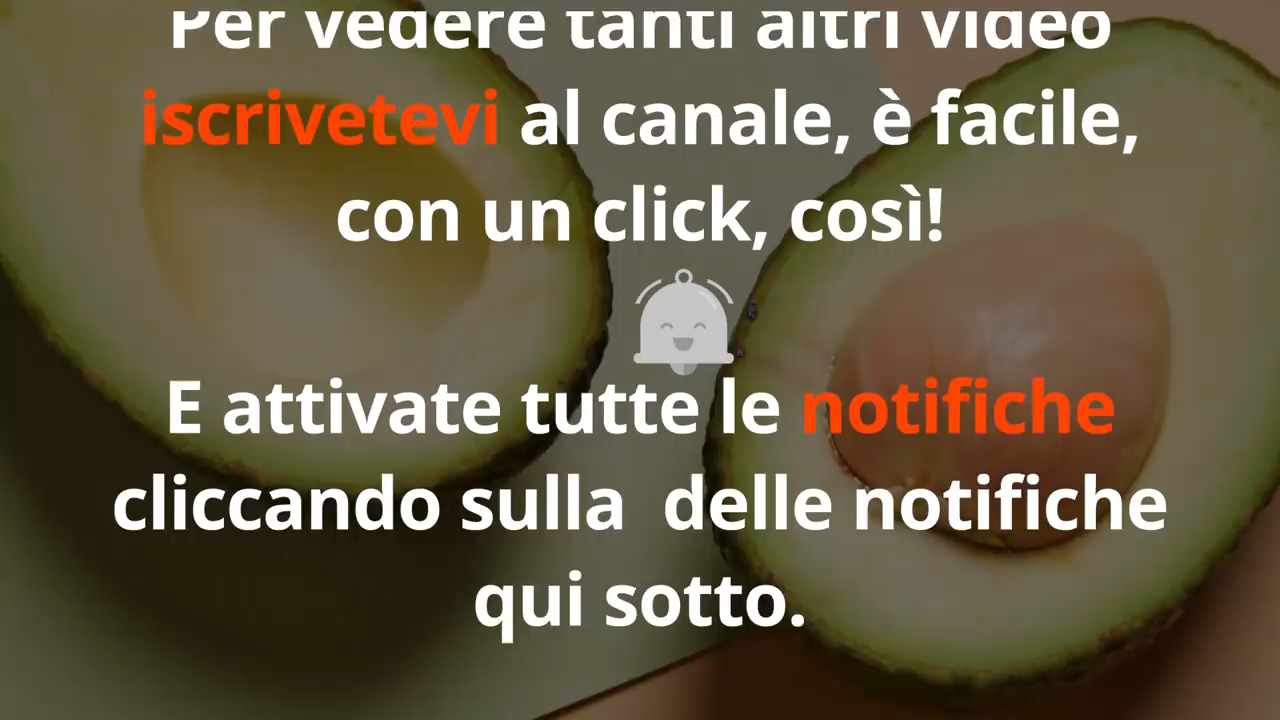 Per vedere tanti altri video
iscrivetevi al canale, è facile,
con un click, così!
E attivate tutte le notifiche
cliccando sulla  delle notifiche
qui sotto.